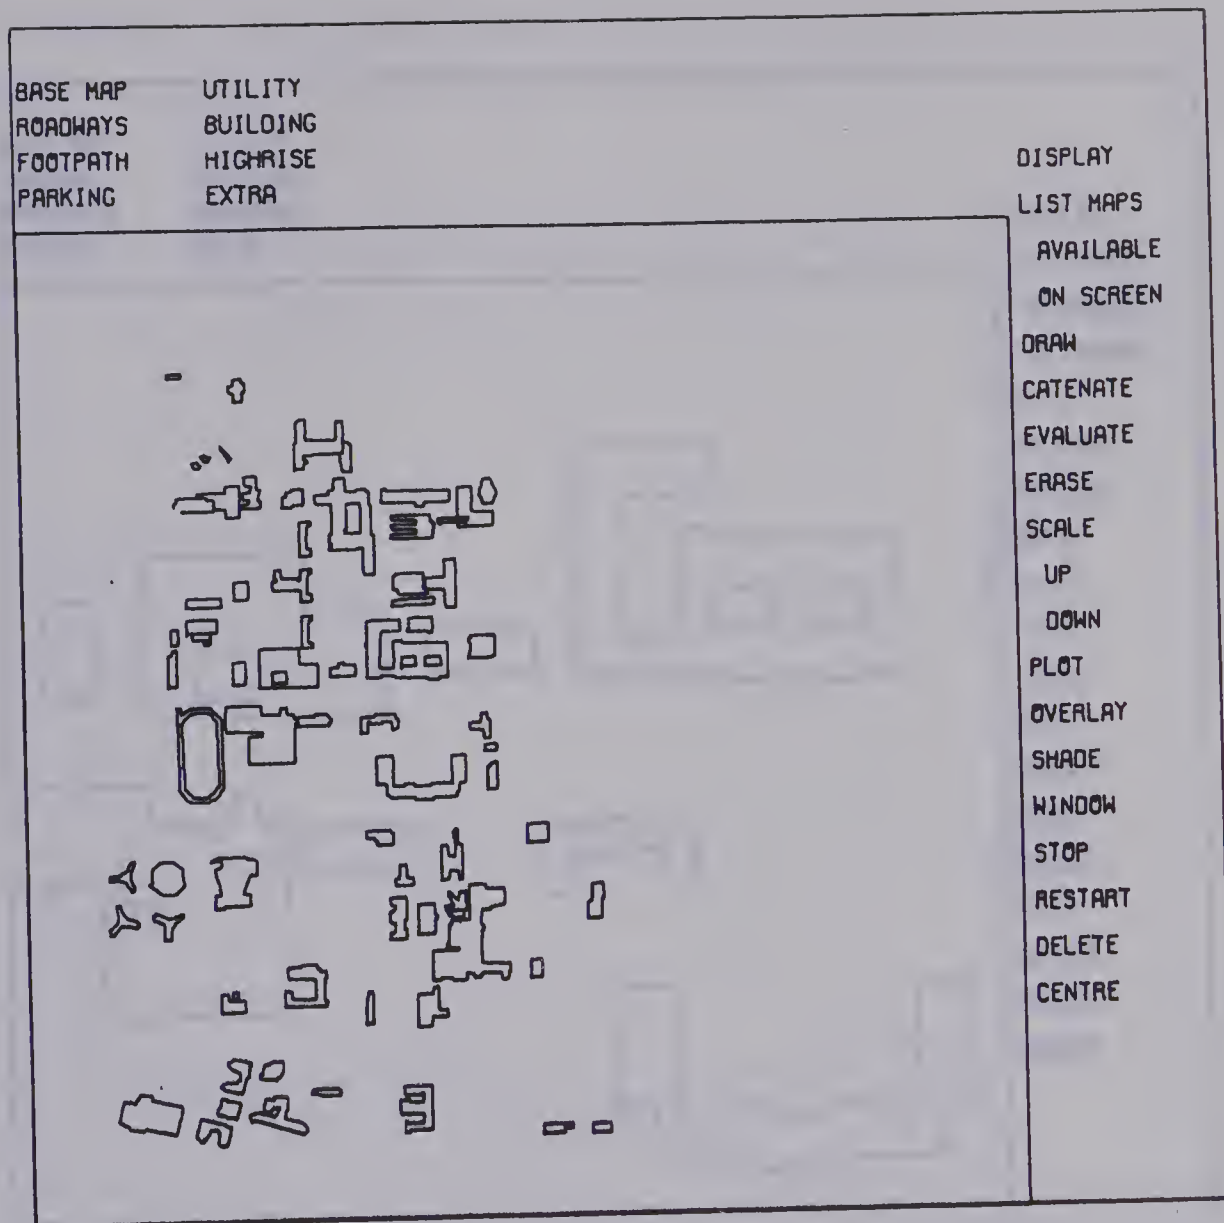 BASE MAP UTILITY
ROADWAYS BUILDING
FOOTPATH HIGHRISE
PARKING EXTRA
DISPLAY
LIST MAPS
AVAILABLE
ON SCREEN
DRAW
CATENATE
EVALUATE
ERASE
SCALE
UP
DOWN
PLOT
OVERLAY
SHADE
WINDOW
STOP
RESTART
DELETE
CENTRE